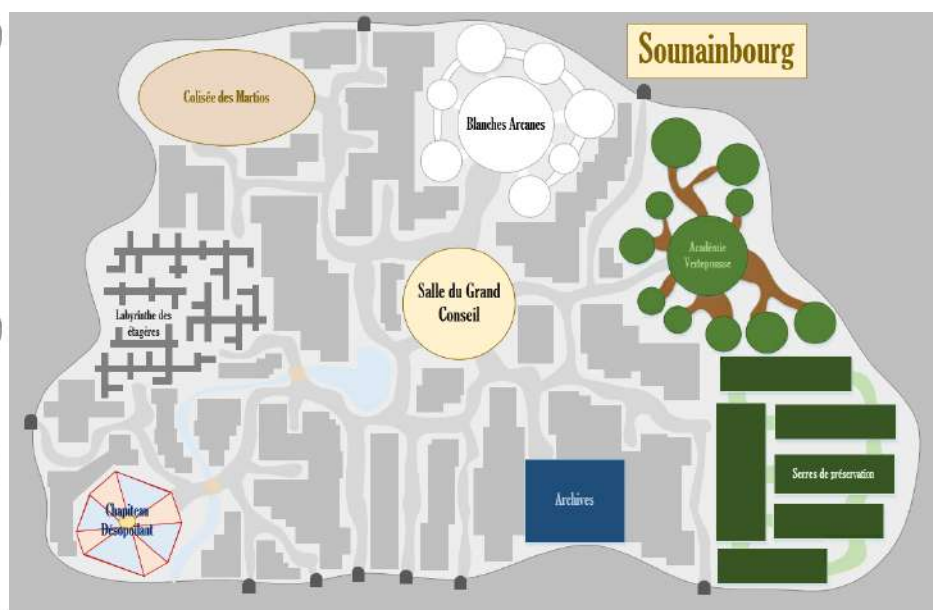 Sounainbourg
Colisée des Martios
Blanches Arcanes
Académie
Vertepousse
Salle du Grand
Conseil
Labyrinthe des
étagères
Serres de préservation
Archives
Chapiteau
Désopilant